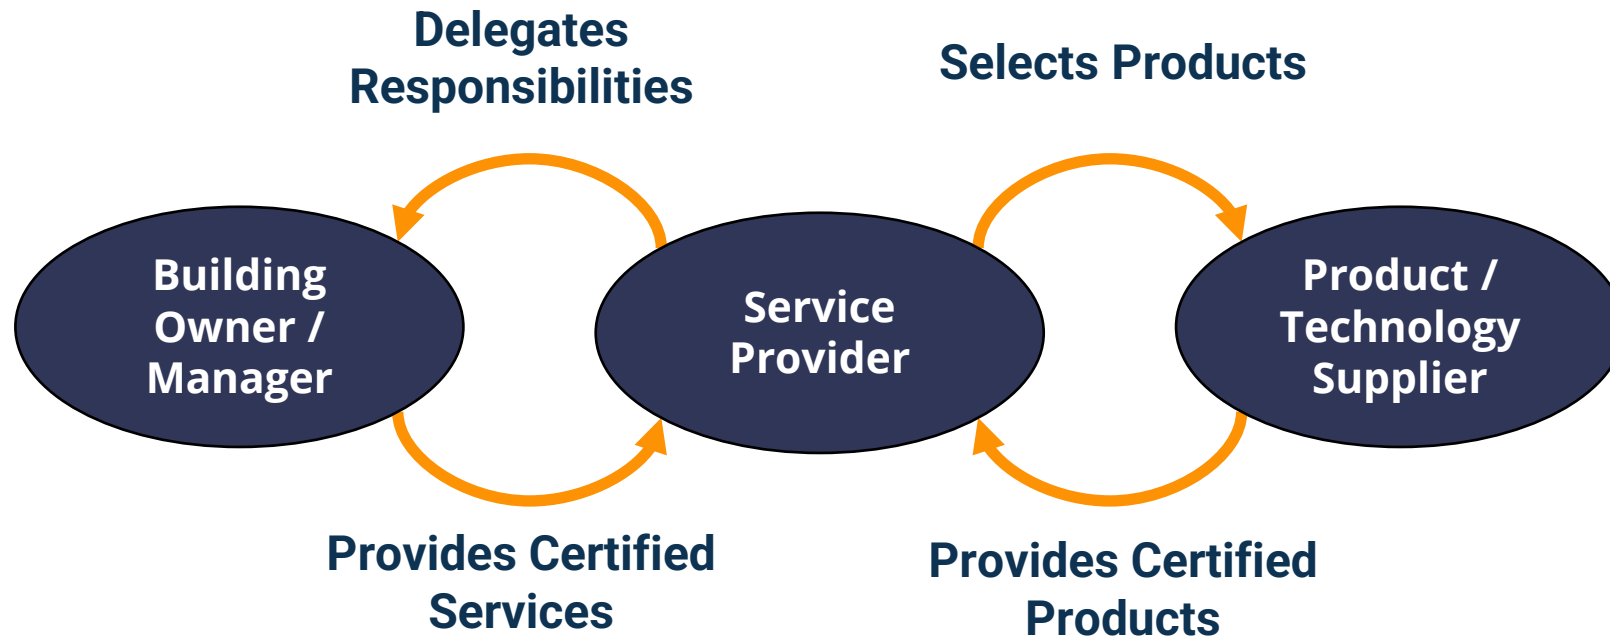 Delegates
Responsibilities
Selects Products
Building
Owner /
Manager
Service
Provider
Product /
Technology
Supplier
Provides Certified
Services
Provides Certified
Products